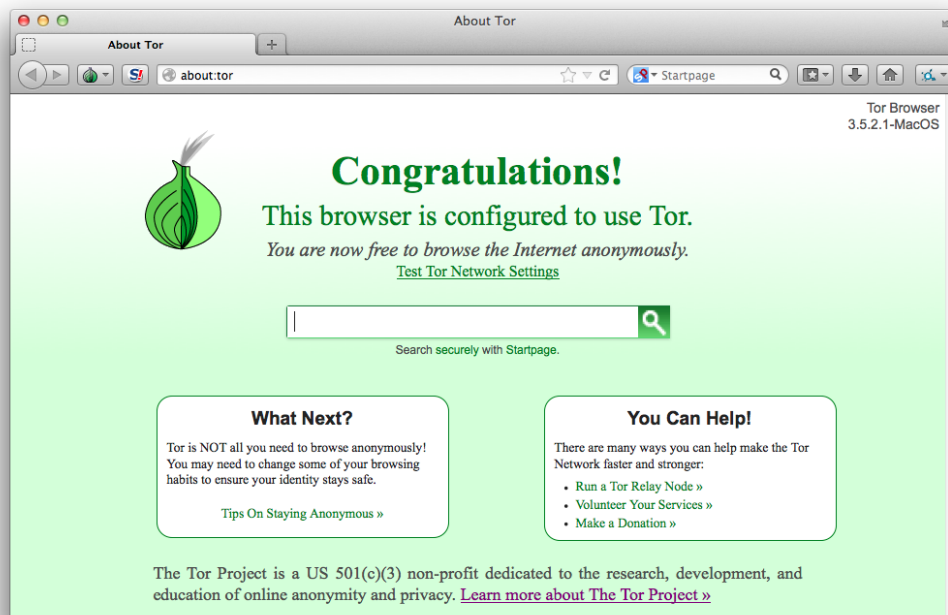 About Tor
About Tor
about:tor
Startpage
Tor Browser
3.5.2.1-MacOS
Congratulations!
This browser is configured to use Tor.
You are now free to browse the Internet anonymously.
Test Tor Network Settings
Search securely with Startpage.
What Next?
Tor is NOT all you need to browse anonymously!
You may need to change some of your browsing
habits to ensure your identity stays safe.
Tips On Staying Anonymous »
You Can Help!
There are many ways you can help make the Tor
Network faster and stronger:
• Run a Tor Relay Node »
• Volunteer Your Services »
• Make a Donation »
The Tor Project is a US 501(c)(3) non-profit dedicated to the research, development, and
education of online anonymity and privacy. Learn more about The Tor Project »